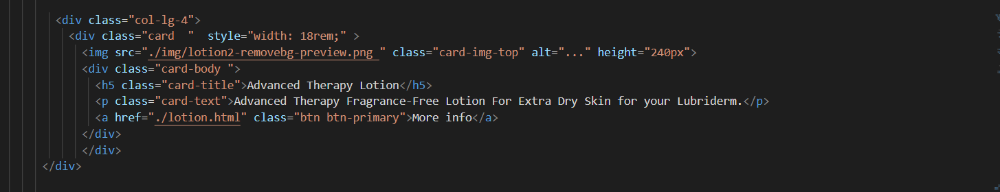 <div class="col-lg-4">
<div class="card  "  style="width: 18rem;" >
<img src="./img/lotion2-removebg-preview.png " class="card-img-top" alt="..." height="240px">
<div class="card-body ">
<h5 class="card-title">Advanced Therapy Lotion</h5>
<p class="card-text">Advanced Therapy Fragrance-Free Lotion For Extra Dry Skin for your Lubriderm.</p>
<a href="./lotion.html" class="btn btn-primary">More info</a>
</div>
</div>
</div>